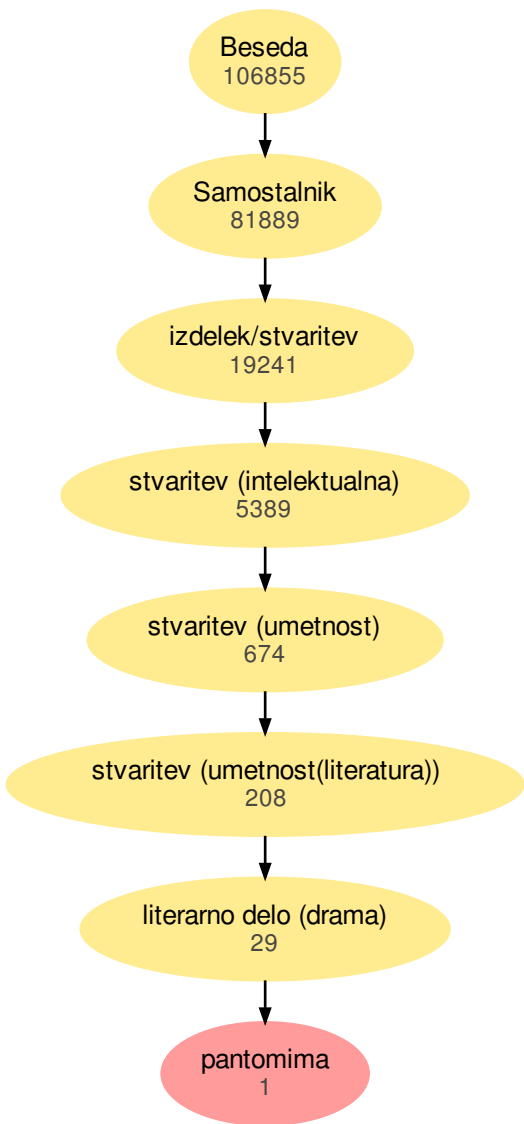 Beseda
106855
Samostalnik
81889
izdelek/stvaritev
19241
stvaritev (intelektualna)
5389
stvaritev (umetnost)
674
stvaritev (umetnost(literatura))
208
literarno delo (drama)
29
pantomima
1